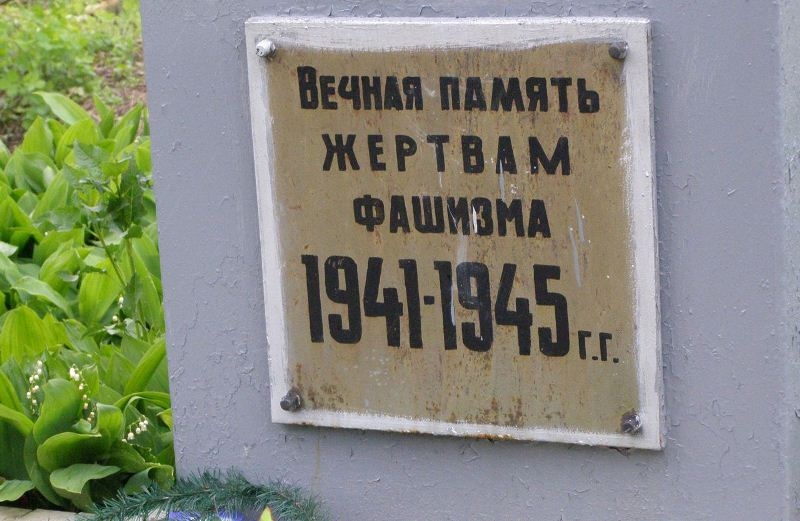 Вечная память
жертвам
фашизма
1941-1945 г.г.